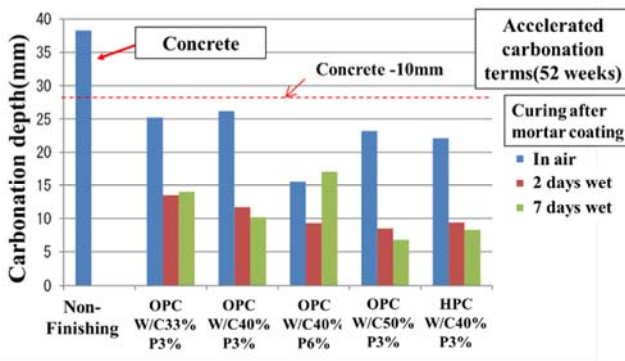 Carbonation depth(mm)
40
35
30
25
20
15
10
5
0
Concrete
Concrete -10mm
Accelerated
carbonation
terms(52 weeks)
Curing after
mortar coating
In air
2 days wet
7 days wet
Non-
Finishing
OPC
W/C33%
P3%
OPC
W/C40%
P3%
OPC
W/C40%
P6%
OPC
W/C50%
P3%
HPC
W/C40%
P3%